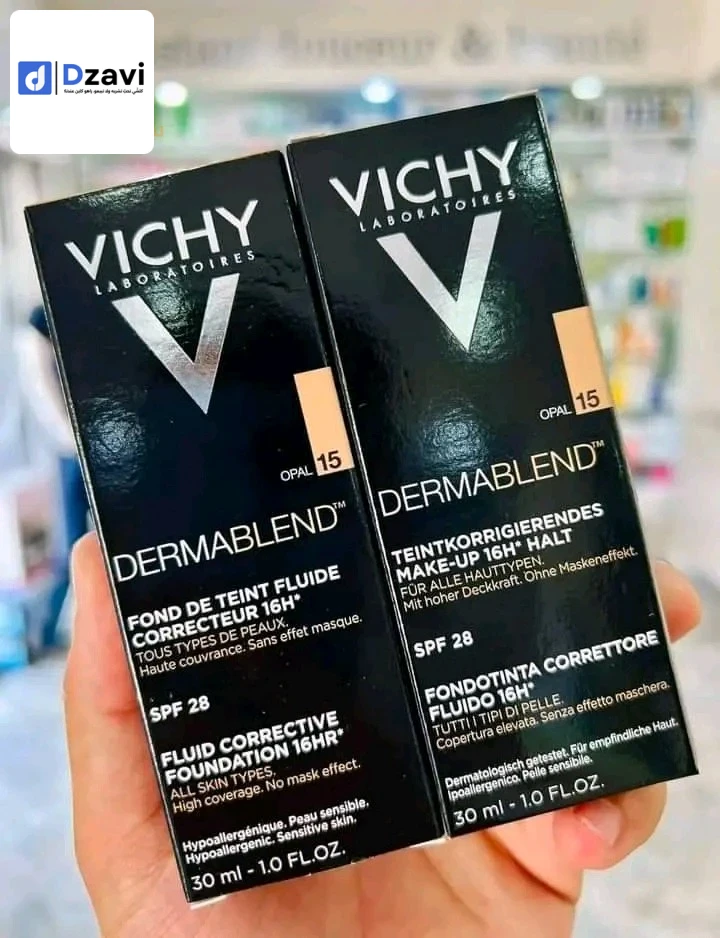 Dzavi
VICHY
LABORATOIRES
OPAL 15
DERMABLEND™
FOND DE TEINT FLUIDE
CORRECTEUR 16H*
TOUS TYPES DE PEAUX.
Haute couvrance. Sans effet masque.
SPF 28
FLUID CORRECTIVE
FOUNDATION 16HR*
ALL SKIN TYPES.
High coverage. No mask effect.
Hypoallergénique. Peau sensible.
Hypoallergenic. Sensitive skin.
30 ml - 1.0 FL.OZ.
VICHY
LABORATOIRES
OPAL 15
DERMABLEND™
TEINTKORRIGIERENDES
MAKE-UP 16H* HALT
FÜR ALLE HAUTTYPEN.
Mit hoher Deckkraft. Ohne Maskeneffekt.
SPF 28
FONDOTINTA CORRETTORE
FLUIDO 16H*
TUTTI I TIPI DI PELLE.
Copertura elevata. Senza effetto maschera.
Dermatologisch getestet. Für empfindliche Haut.
Ipoallergenico. Pelle sensibile.
30 ml - 1.0 FL.OZ.